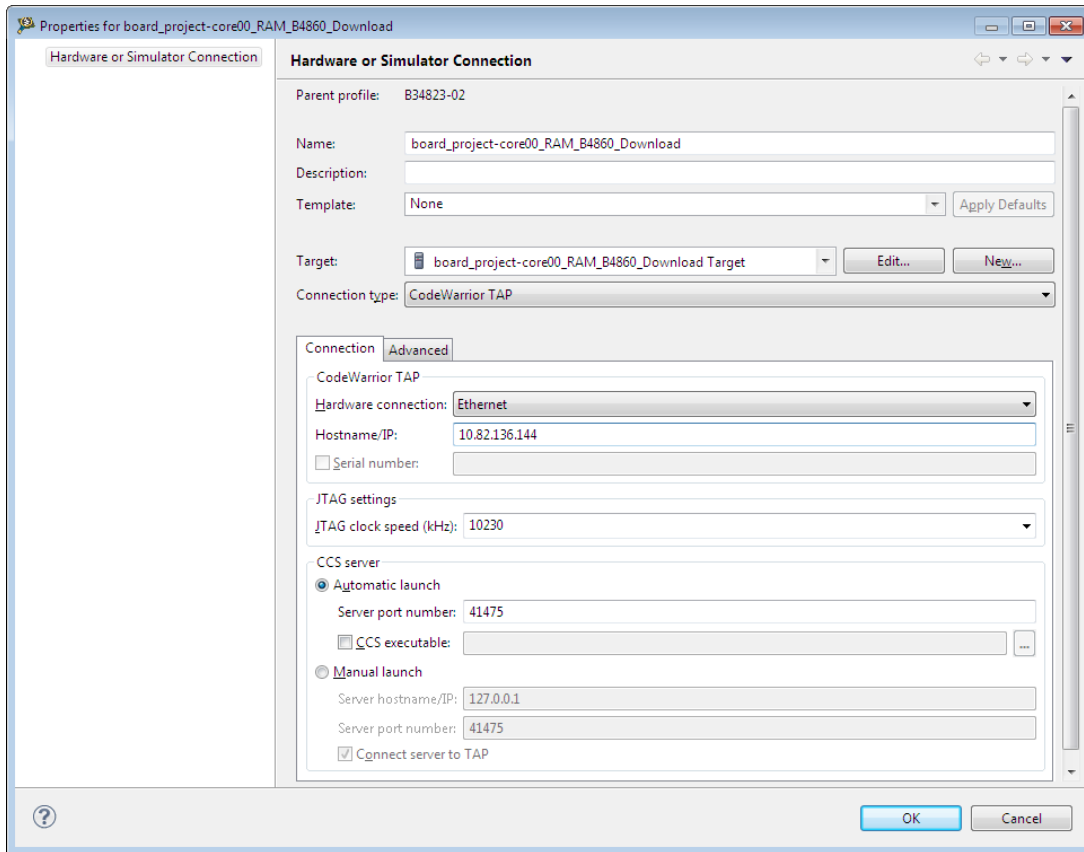 Properties for board_project-core00_RAM_B4860_Download
Hardware or Simulator Connection
Hardware or Simulator Connection
Parent profile: B34823-02
Name: board_project-core00_RAM_B4860_Download
Description:
Template: None Apply Defaults
Target: board_project-core00_RAM_B4860_Download Target Edit... New...
Connection type: CodeWarrior TAP
Connection Advanced
CodeWarrior TAP
Hardware connection: Ethernet
Hostname/IP: 10.82.136.144
Serial number:
JTAG settings
JTAG clock speed (kHz): 10230
CCS server
Automatic launch
Server port number: 41475
CCS executable: ...
Manual launch
Server hostname/IP: 127.0.0.1
Server port number: 41475
Connect server to TAP
? OK Cancel